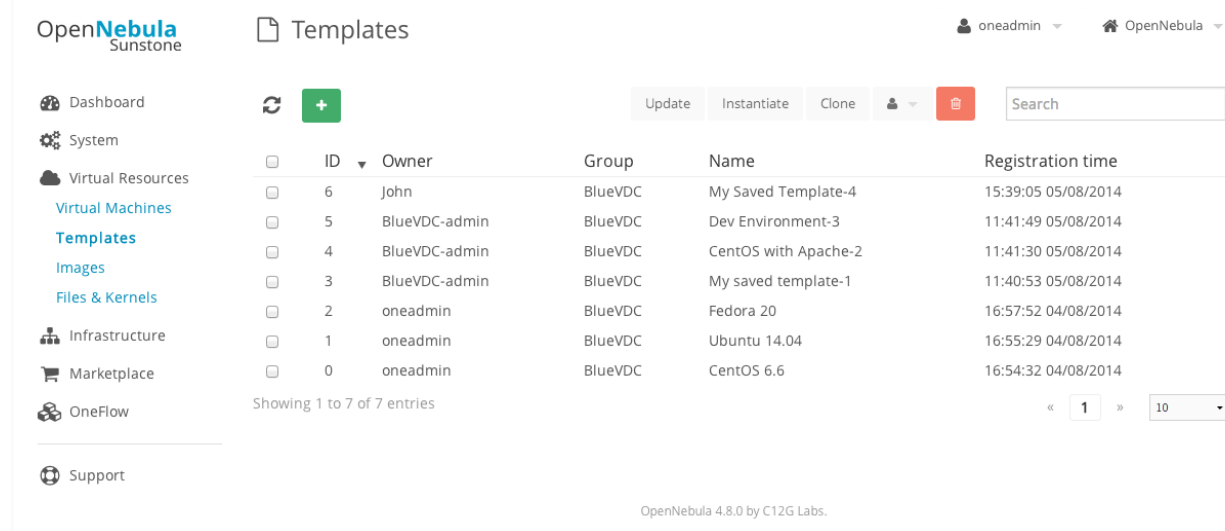 OpenNebula
Sunstone
Templates
oneadmin
OpenNebula
Dashboard
System
Virtual Resources
Virtual Machines
Templates
Images
Files & Kernels
Infrastructure
Marketplace
OneFlow
Support
Update Instantiate Clone
Search
ID Owner Group Name Registration time
6 John BlueVDC My Saved Template-4 15:39:05 05/08/2014
5 BlueVDC-admin BlueVDC Dev Environment-3 11:41:49 05/08/2014
4 BlueVDC-admin BlueVDC CentOS with Apache-2 11:41:30 05/08/2014
3 BlueVDC-admin BlueVDC My saved template-1 11:40:53 05/08/2014
2 oneadmin BlueVDC Fedora 20 16:57:52 04/08/2014
1 oneadmin BlueVDC Ubuntu 14.04 16:55:29 04/08/2014
0 oneadmin BlueVDC CentOS 6.6 16:54:32 04/08/2014
Showing 1 to 7 of 7 entries
« 1 » 10
OpenNebula 4.8.0 by C12G Labs.